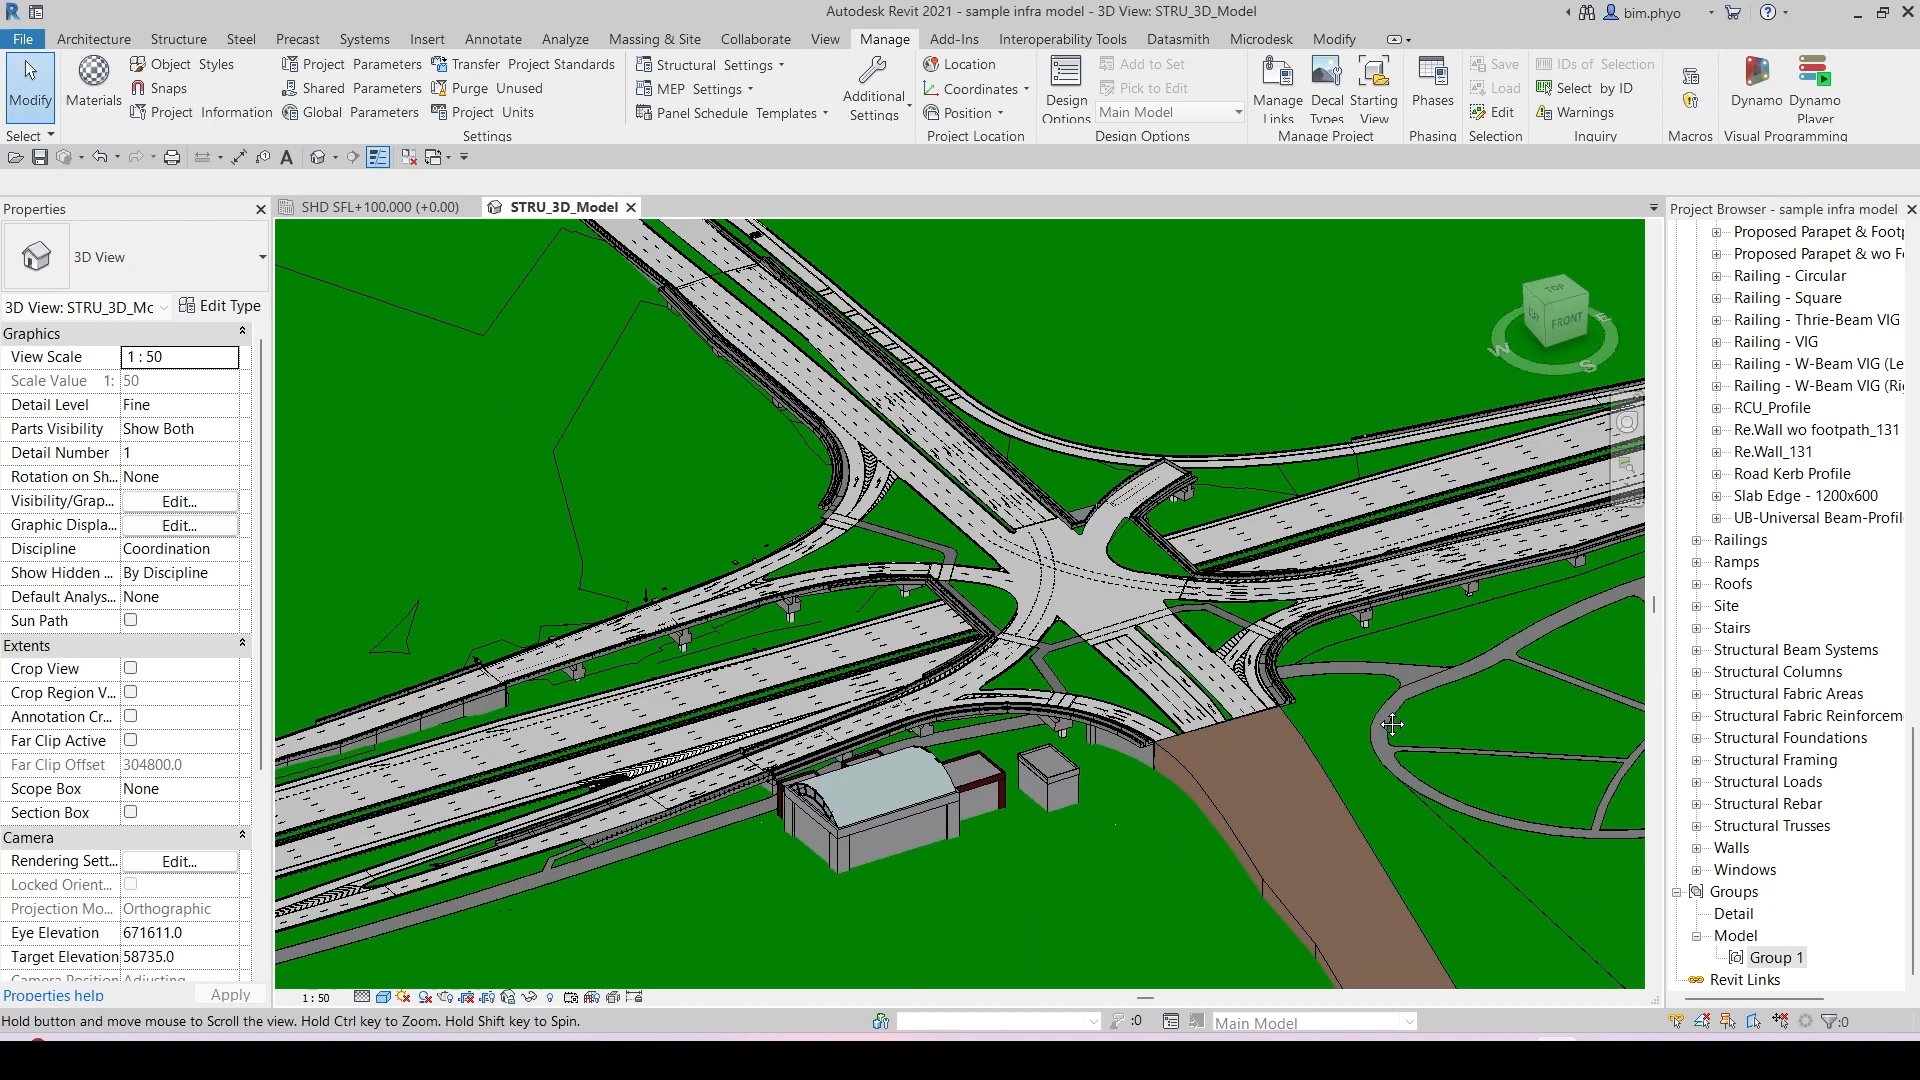 Autodesk Revit 2021 - sample infra model - 3D View: STRU_3D_Model
bim.phyo
File Architecture Structure Steel Precast Systems Insert Annotate Analyze Massing & Site Collaborate View Manage Add-Ins Interoperability Tools Datasmith Microdesk Modify
Modify
Select
Materials
Object Styles
Snaps
Project Information
Project Parameters
Shared Parameters
Global Parameters
Transfer Project Standards
Purge Unused
Project Units
Structural Settings
MEP Settings
Panel Schedule Templates
Additional Settings
Settings
Location
Coordinates
Position
Project Location
Design Options
Add to Set
Pick to Edit
Main Model
Design Options
Manage Links
Decal Types
Starting View
Manage Project
Phases
Phasing
Save
Load
Edit
Selection
IDs of Selection
Select by ID
Warnings
Inquiry
Macros
Dynamo
Dynamo Player
Visual Programming
Properties
3D View
3D View: STRU_3D_Mc
Edit Type
Graphics
View Scale 1 : 50
Scale Value 1: 50
Detail Level Fine
Parts Visibility Show Both
Detail Number 1
Rotation on Sh... None
Visibility/Grap... Edit...
Graphic Displa... Edit...
Discipline Coordination
Show Hidden ... By Discipline
Default Analys... None
Sun Path
Extents
Crop View
Crop Region V...
Annotation Cr...
Far Clip Active
Far Clip Offset 304800.0
Scope Box None
Section Box
Camera
Rendering Sett... Edit...
Locked Orient...
Projection Mo... Orthographic
Eye Elevation 671611.0
Target Elevation 58735.0
Camera Position Adjusting
Properties help
Apply
SHD SFL+100.000 (+0.00)
STRU_3D_Model
TOP
FRONT
W
S
E
1 : 50
Project Browser - sample infra model
Proposed Parapet & Footp
Proposed Parapet & wo F
Railing - Circular
Railing - Square
Railing - Thrie-Beam VIG
Railing - VIG
Railing - W-Beam VIG (Le
Railing - W-Beam VIG (Ri
RCU_Profile
Re.Wall wo footpath_131
Re.Wall_131
Road Kerb Profile
Slab Edge - 1200x600
UB-Universal Beam-Profil
Railings
Ramps
Roofs
Site
Stairs
Structural Beam Systems
Structural Columns
Structural Fabric Areas
Structural Fabric Reinforcem
Structural Foundations
Structural Framing
Structural Loads
Structural Rebar
Structural Trusses
Walls
Windows
Groups
Detail
Model
Group 1
Revit Links
Hold button and move mouse to Scroll the view. Hold Ctrl key to Zoom. Hold Shift key to Spin.
:0
Main Model
:0